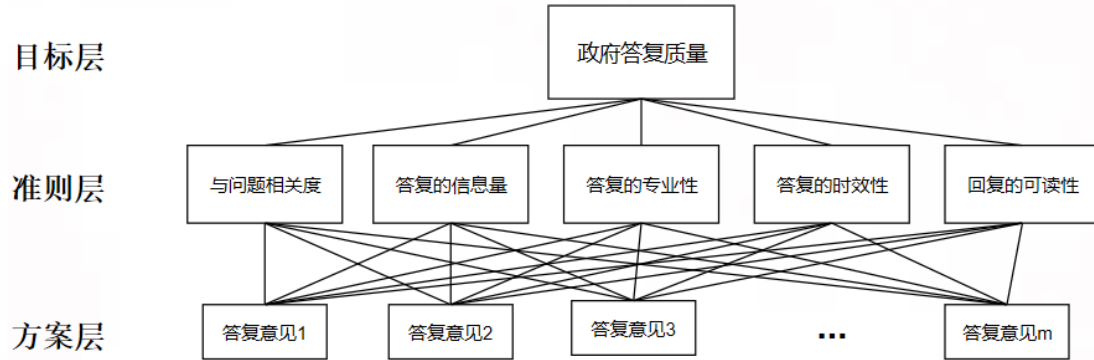 目标层
政府答复质量
准则层
与问题相关度
答复的信息量
答复的专业性
答复的时效性
回复的可读性
方案层
答复意见1
答复意见2
答复意见3
...
答复意见m